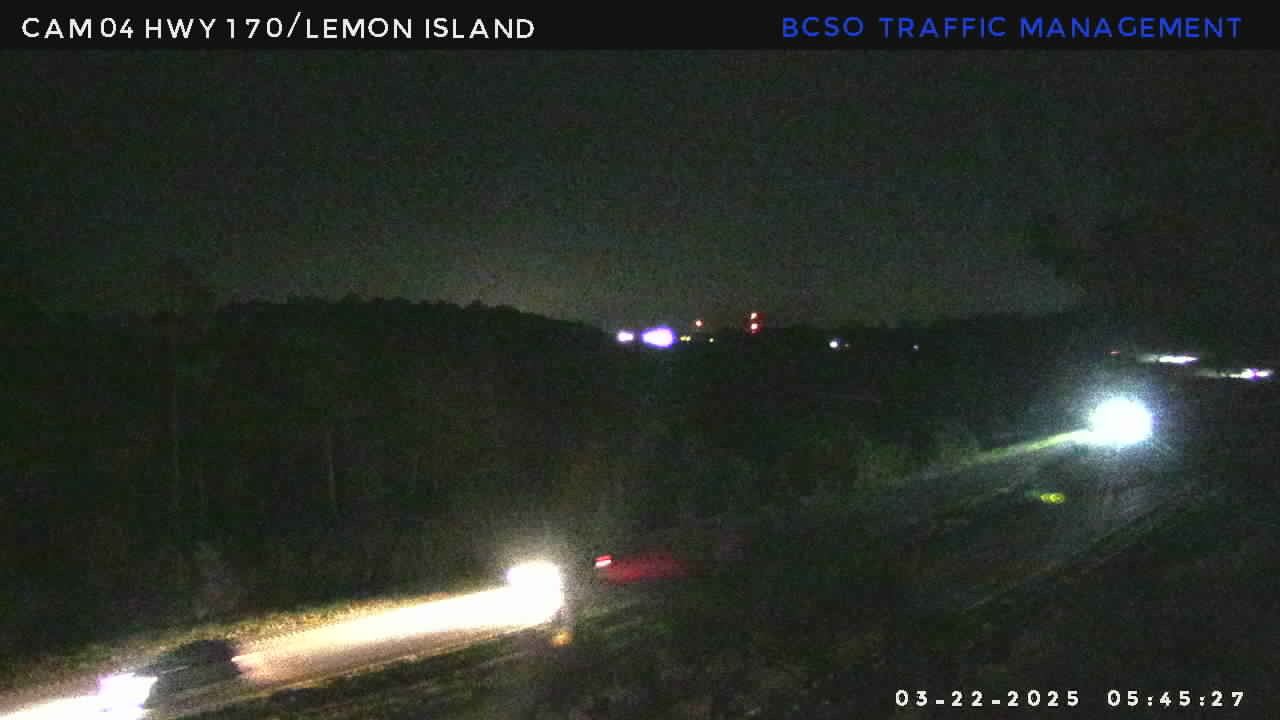 CAM04 HWY 170/LEMON ISLAND
BCSO TRAFFIC MANAGEMENT
03-22-2025 05:45:27